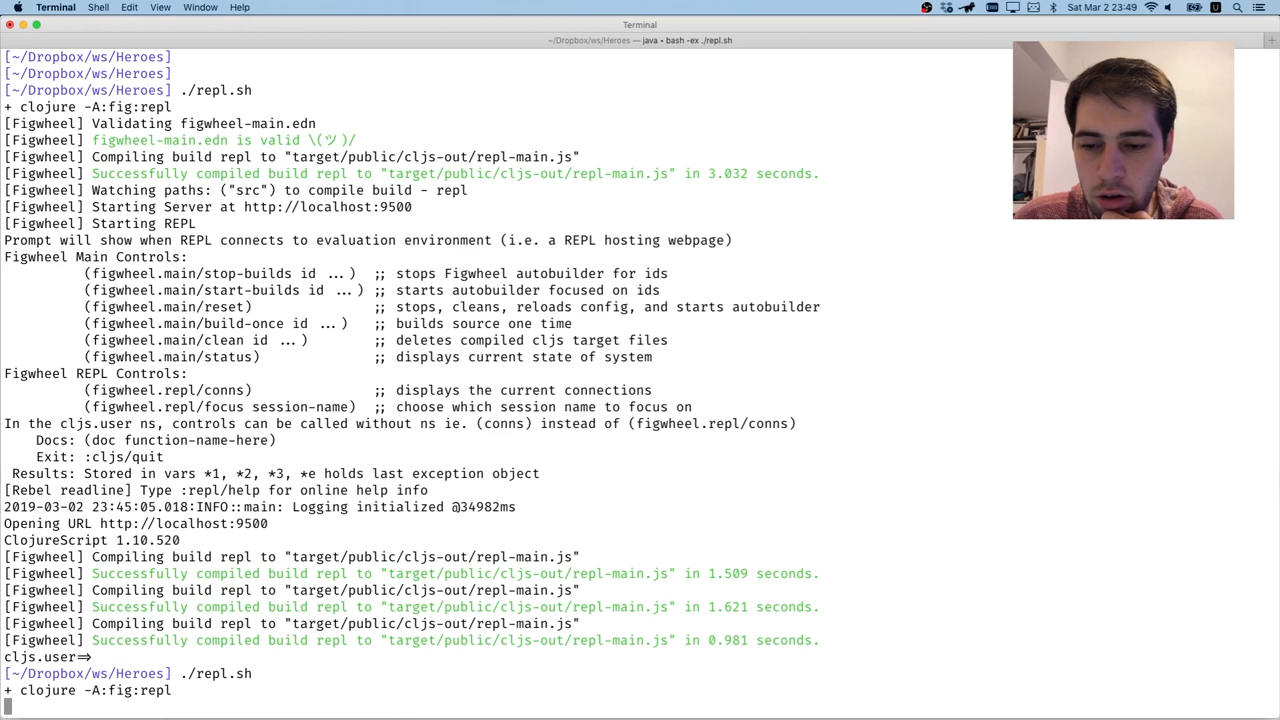 Terminal Shell Edit View Window Help Sat Mar 2 23:49 U
Terminal
~/Dropbox/ws/Heroes — java • bash -ex ./repl.sh
[~/Dropbox/ws/Heroes]
[~/Dropbox/ws/Heroes]
[~/Dropbox/ws/Heroes] ./repl.sh
+ clojure -A:fig:repl
[Figwheel] Validating figwheel-main.edn
[Figwheel] figwheel-main.edn is valid \(ツ)/
[Figwheel] Compiling build repl to "target/public/cljs-out/repl-main.js"
[Figwheel] Successfully compiled build repl to "target/public/cljs-out/repl-main.js" in 3.032 seconds.
[Figwheel] Watching paths: ("src") to compile build - repl
[Figwheel] Starting Server at http://localhost:9500
[Figwheel] Starting REPL
Prompt will show when REPL connects to evaluation environment (i.e. a REPL hosting webpage)
Figwheel Main Controls:
(figwheel.main/stop-builds id ...) ;; stops Figwheel autobuilder for ids
(figwheel.main/start-builds id ...) ;; starts autobuilder focused on ids
(figwheel.main/reset) ;; stops, cleans, reloads config, and starts autobuilder
(figwheel.main/build-once id ...) ;; builds source one time
(figwheel.main/clean id ...) ;; deletes compiled cljs target files
(figwheel.main/status) ;; displays current state of system
Figwheel REPL Controls:
(figwheel.repl/conns) ;; displays the current connections
(figwheel.repl/focus session-name) ;; choose which session name to focus on
In the cljs.user ns, controls can be called without ns ie. (conns) instead of (figwheel.repl/conns)
Docs: (doc function-name-here)
Exit: :cljs/quit
Results: Stored in vars *1, *2, *3, *e holds last exception object
[Rebel readline] Type :repl/help for online help info
2019-03-02 23:45:05.018:INFO::main: Logging initialized @34982ms
Opening URL http://localhost:9500
ClojureScript 1.10.520
[Figwheel] Compiling build repl to "target/public/cljs-out/repl-main.js"
[Figwheel] Successfully compiled build repl to "target/public/cljs-out/repl-main.js" in 1.509 seconds.
[Figwheel] Compiling build repl to "target/public/cljs-out/repl-main.js"
[Figwheel] Successfully compiled build repl to "target/public/cljs-out/repl-main.js" in 1.621 seconds.
[Figwheel] Compiling build repl to "target/public/cljs-out/repl-main.js"
[Figwheel] Successfully compiled build repl to "target/public/cljs-out/repl-main.js" in 0.981 seconds.
cljs.user=>
[~/Dropbox/ws/Heroes] ./repl.sh
+ clojure -A:fig:repl